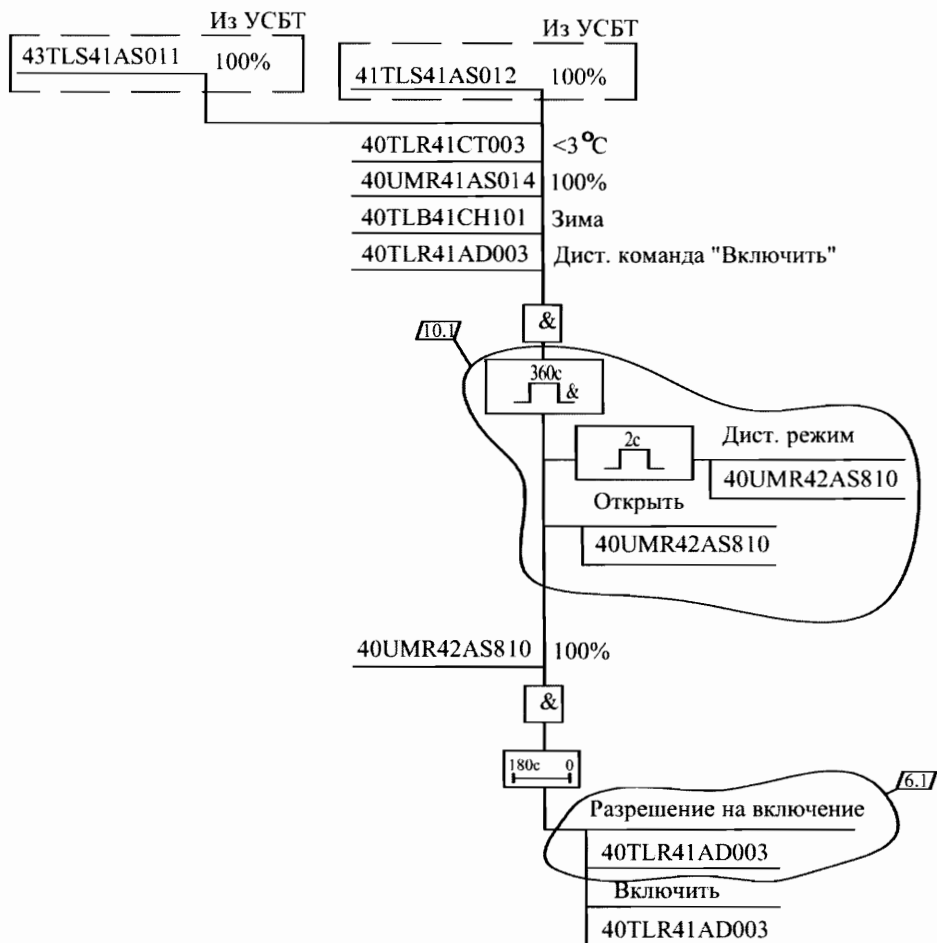 Из УСБТ
Из УСБТ
43TLS41AS011 100%
41TLS41AS012 100%
40TLR41CT003 <3°C
40UMR41AS014 100%
40TLB41CH101 Зима
40TLR41AD003 Дист. команда "Включить"
&
10.1
360с
&
2с
Дист. режим
40UMR42AS810
Открыть
40UMR42AS810
40UMR42AS810 100%
&
180с 0
6.1
Разрешение на включение
40TLR41AD003
Включить
40TLR41AD003